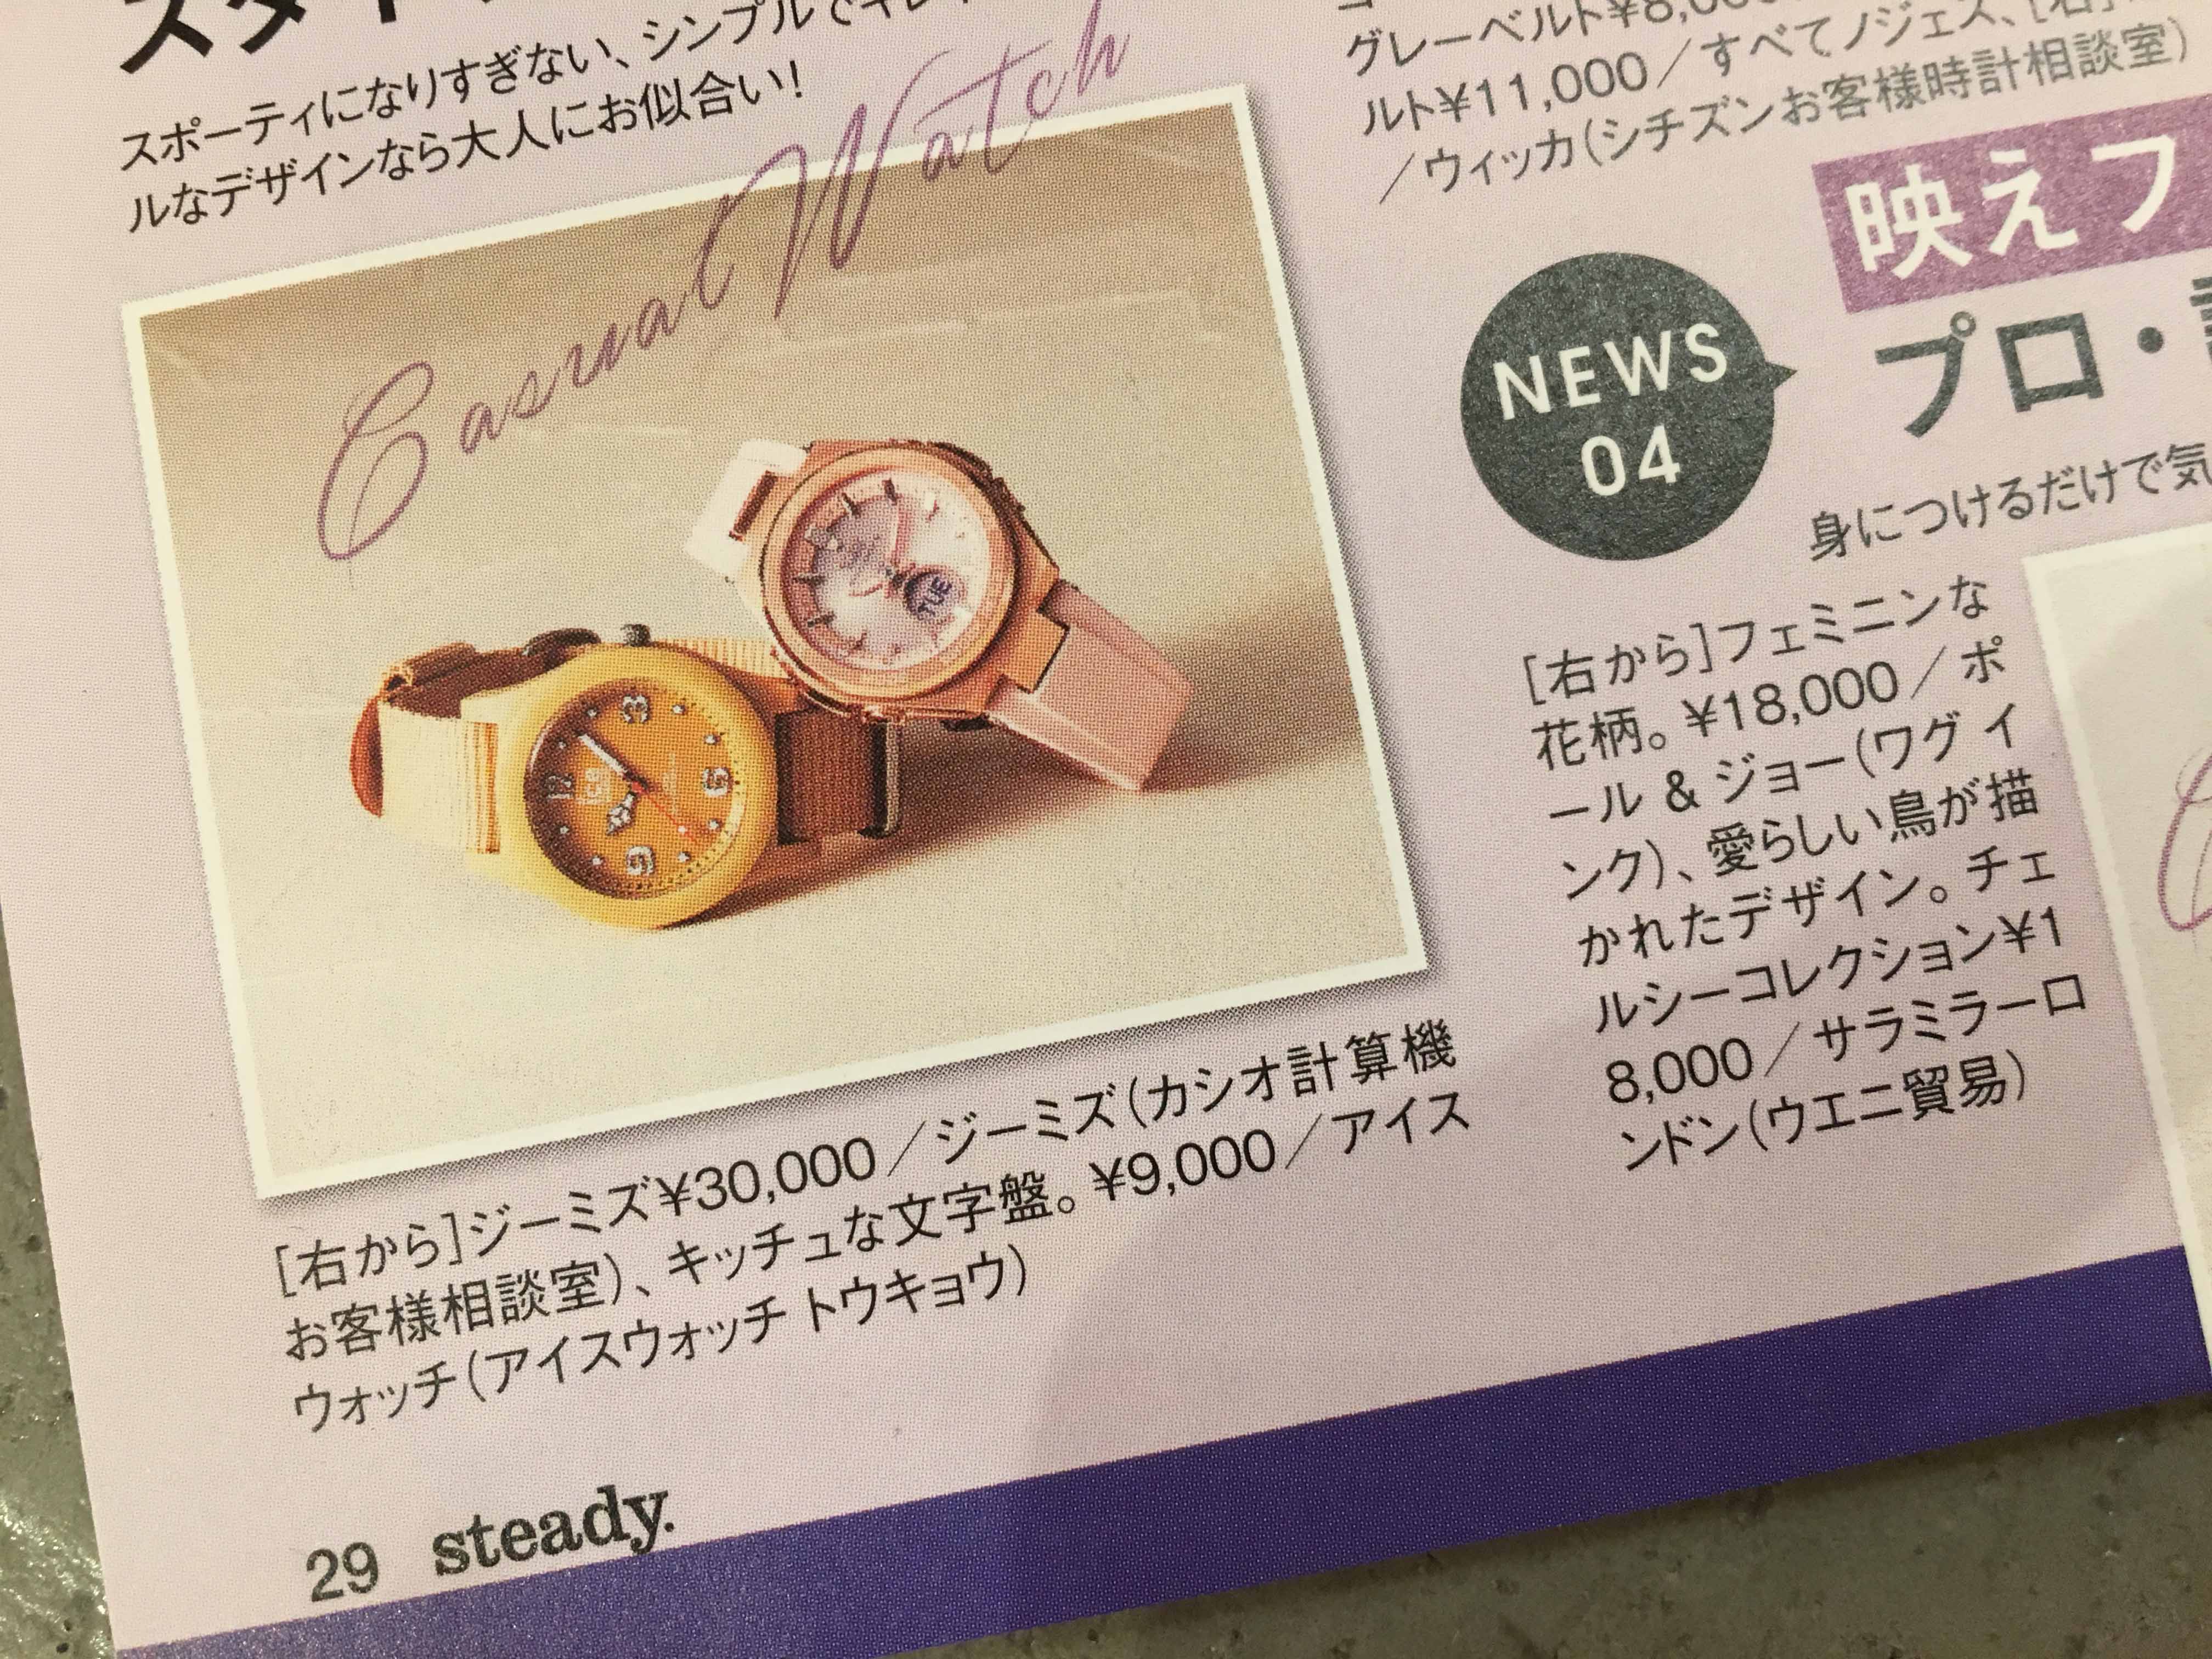 スポーティになりすぎない、シンプルでキレイ
ルなデザインなら大人にお似合い!
Casual Watch
TUE
3
6
9
12
ice
[右から]ジーミズ¥30,000/ジーミズ(カシオ計算機
お客様相談室)、キッチュな文字盤。¥9,000/アイス
ウォッチ(アイスウォッチ トウキョウ)
29 steady.
グレーベルト¥8,00
ルト¥11,000/すべてノジェス、[右]
/ウィッカ(シチズンお客様時計相談室)
NEWS
04
映えフ
プロ・
身につけるだけで気
[右から]フェミニンな
花柄。¥18,000/ポ
ール & ジョー(ワグ イ
ンク)、愛らしい鳥が描
かれたデザイン。チェ
ルシーコレクション¥1
8,000/サラミラーロ
ンドン(ウエニ貿易)